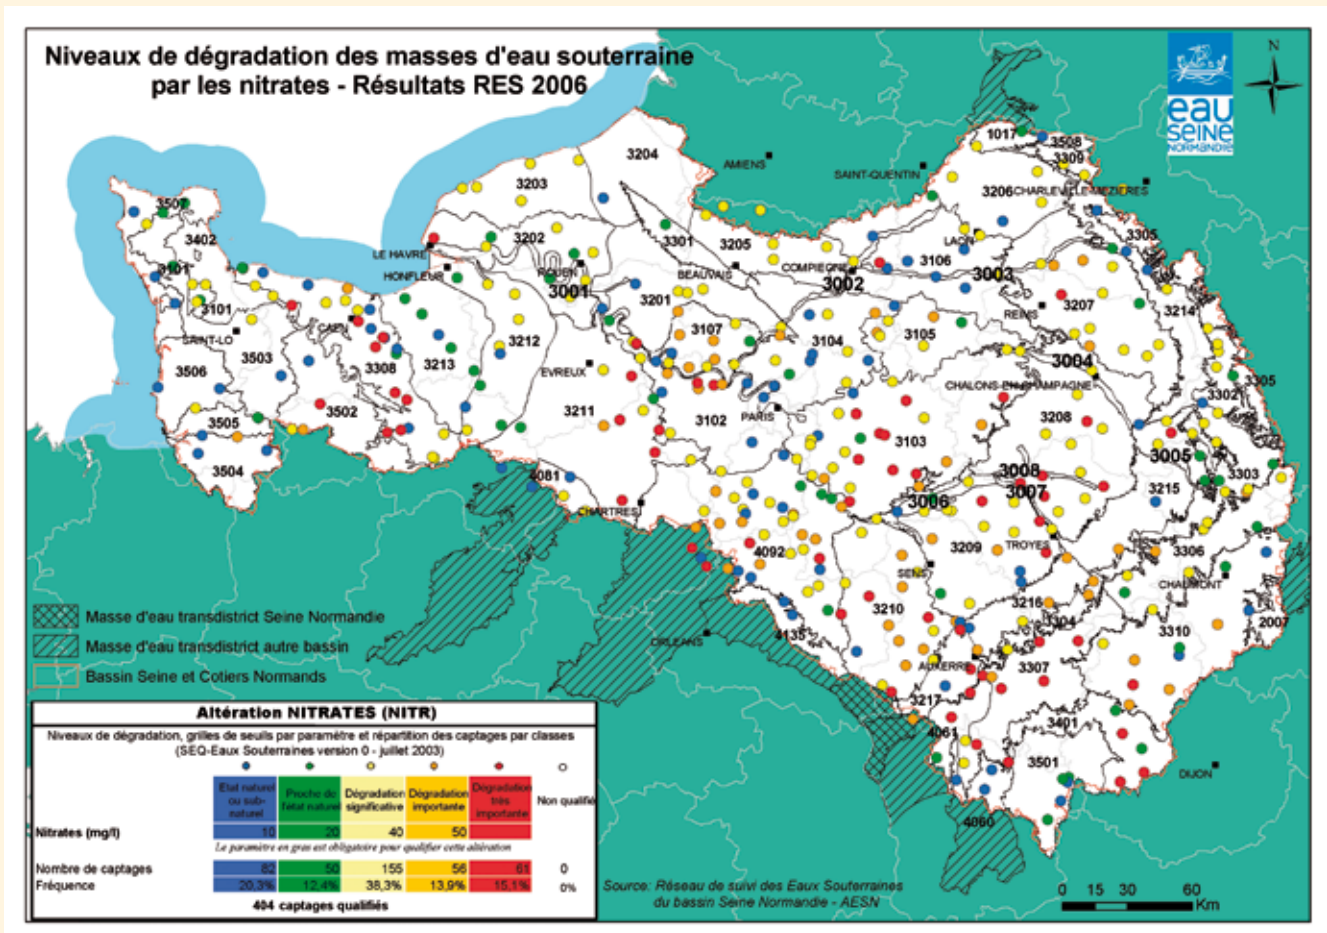 Niveaux de dégradation des masses d'eau souterraine
par les nitrates - Résultats RES 2006
eau
SEINE
NORMANDIE
N
1017
3508
3309
3204
AMIENS
SAINT-QUENTIN
3203
3206
CHARLEVILLE-MEZIERES
3507
3402
3202
3301
3205
LAON
3305
LE HAVRE
HONFLEUR
ROUEN
BEAUVAIS
COMPIEGNE
3106
3101
3001
3002
3003
3201
3207
3101
CAEN
3107
3104
3105
REIMS
3214
SAINT-LO
3503
3212
3004
3506
3308
3213
EVREUX
CHALONS-EN-CHAMPAGNE
3305
3302
3502
3211
3102
PARIS
3208
3505
3103
3005
3504
4081
3008
3303
3006
3007
3215
CHARTRES
4092
3209
TROYES
3306
SENS
CHAUMONT
3210
3216
3304
2007
4135
3310
ORLEANS
AUXERRE
3307
3217
3401
4061
3501
DIJON
4060
Masse d'eau transdistrict Seine Normandie
Masse d'eau transdistrict autre bassin
Bassin Seine et Cotiers Normands
Altération NITRATES (NITR)
Niveaux de dégradation, grilles de seuils par paramètre et répartition des captages par classes
(SEQ-Eaux Souterraines version 0 - juillet 2003)
Etat naturel ou sub-naturel
Proche de l'état naturel
Dégradation significative
Dégradation importante
Dégradation très importante
Non qualifié
Nitrates (mg/l) 10 20 40 50
Le paramètre en gras est obligatoire pour qualifier cette altération
Nombre de captages 82 50 155 56 61 0
Fréquence 20,3% 12,4% 38,3% 13,9% 15,1% 0%
404 captages qualifiés
Source: Réseau de suivi des Eaux Souterraines
du bassin Seine Normandie - AESN
0 15 30 60
Km